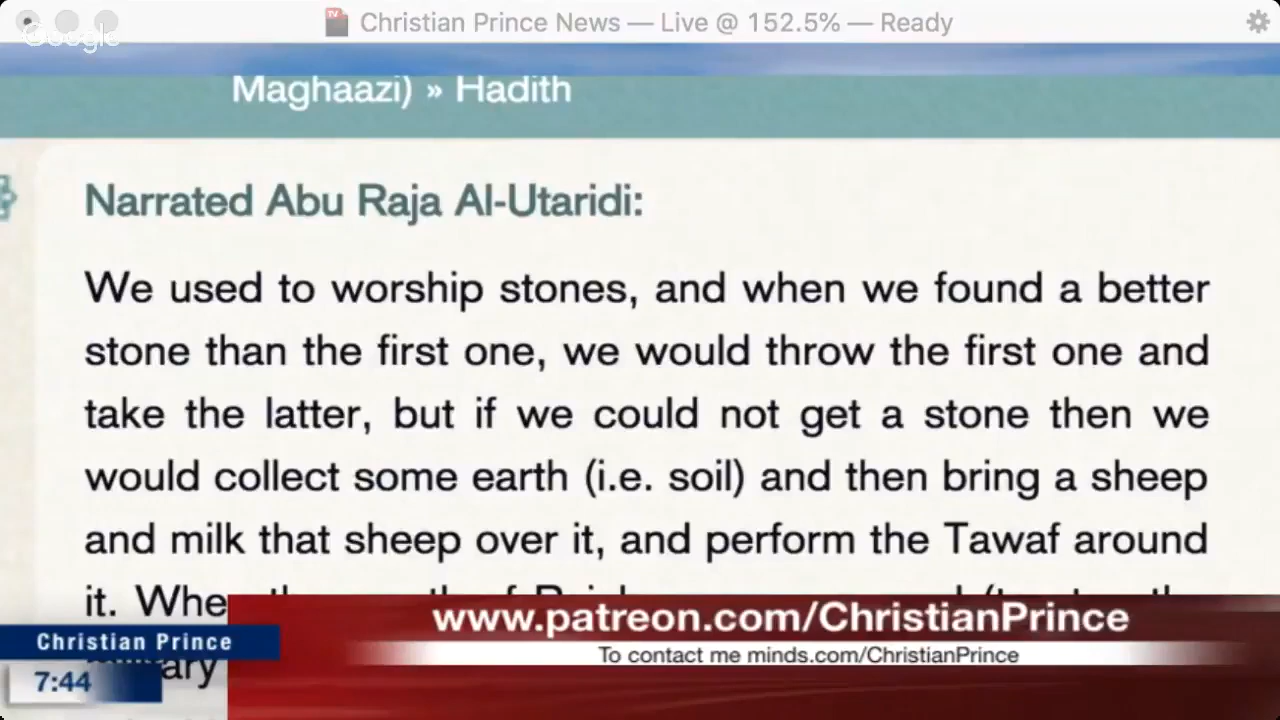 Christian Prince News — Live @ 152.5% — Ready
Google
Maghaazi) » Hadith
Narrated Abu Raja Al-Utaridi:
We used to worship stones, and when we found a better
stone than the first one, we would throw the first one and
take the latter, but if we could not get a stone then we
would collect some earth (i.e. soil) and then bring a sheep
and milk that sheep over it, and perform the Tawaf around
it.
www.patreon.com/ChristianPrince
Christian Prince
To contact me minds.com/ChristianPrince
7:44